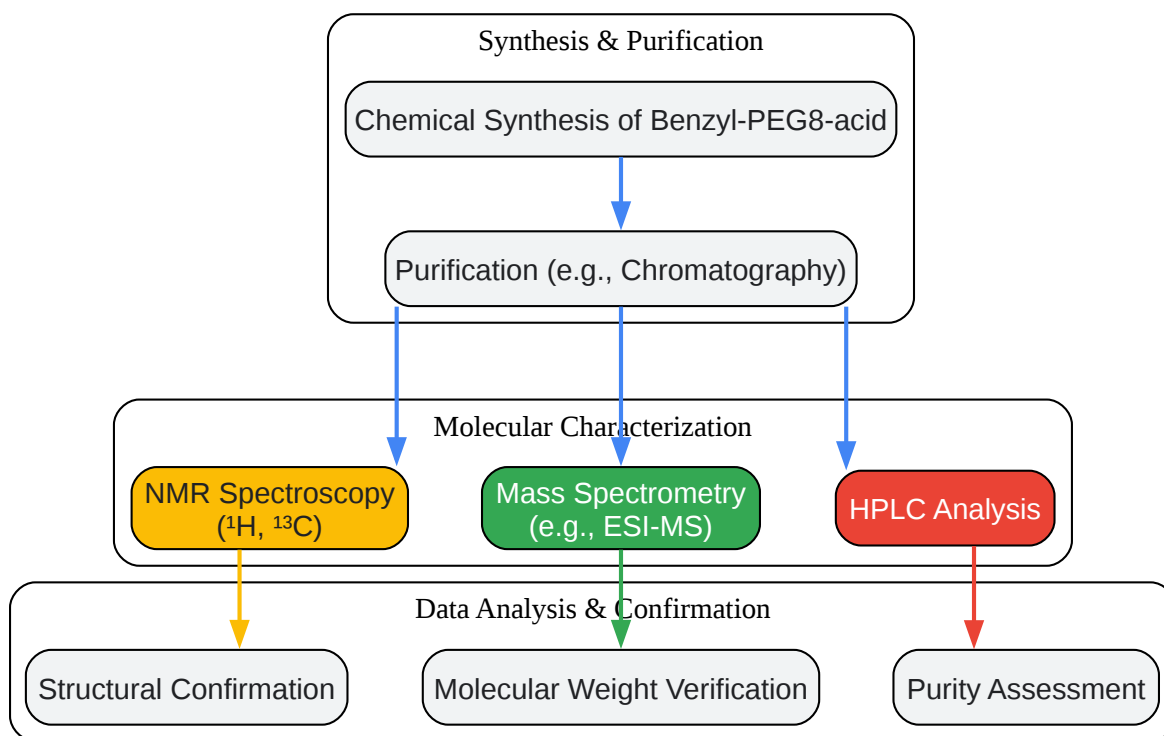 Synthesis & Purification
Chemical Synthesis of Benzyl-PEG8-acid
Purification (e.g., Chromatography)
Molecular Characterization
NMR Spectroscopy
(¹H, ¹³C)
Mass Spectrometry
(e.g., ESI-MS)
HPLC Analysis
Data Analysis & Confirmation
Structural Confirmation
Molecular Weight Verification
Purity Assessment